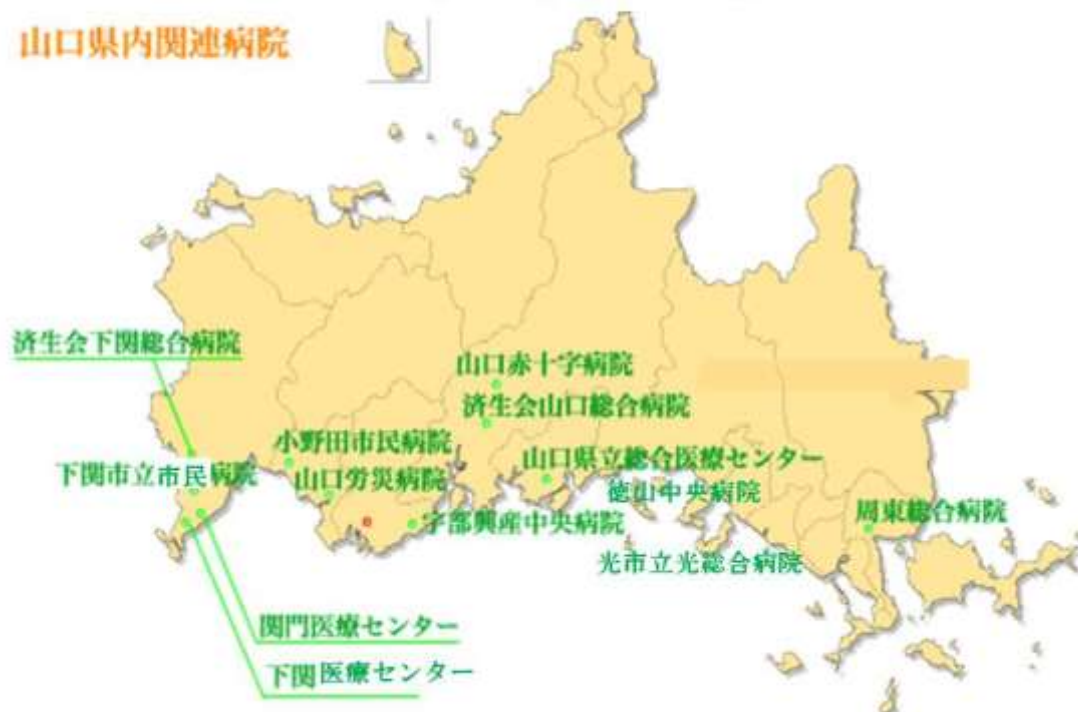 山口県内関連病院
済生会下関総合病院
山口赤十字病院
済生会山口総合病院
小野田市民病院
下関市立市民病院
山口労災病院
山口県立総合医療センター
徳山中央病院
宇部興産中央病院
周東総合病院
光市立光総合病院
関門医療センター
下関医療センター